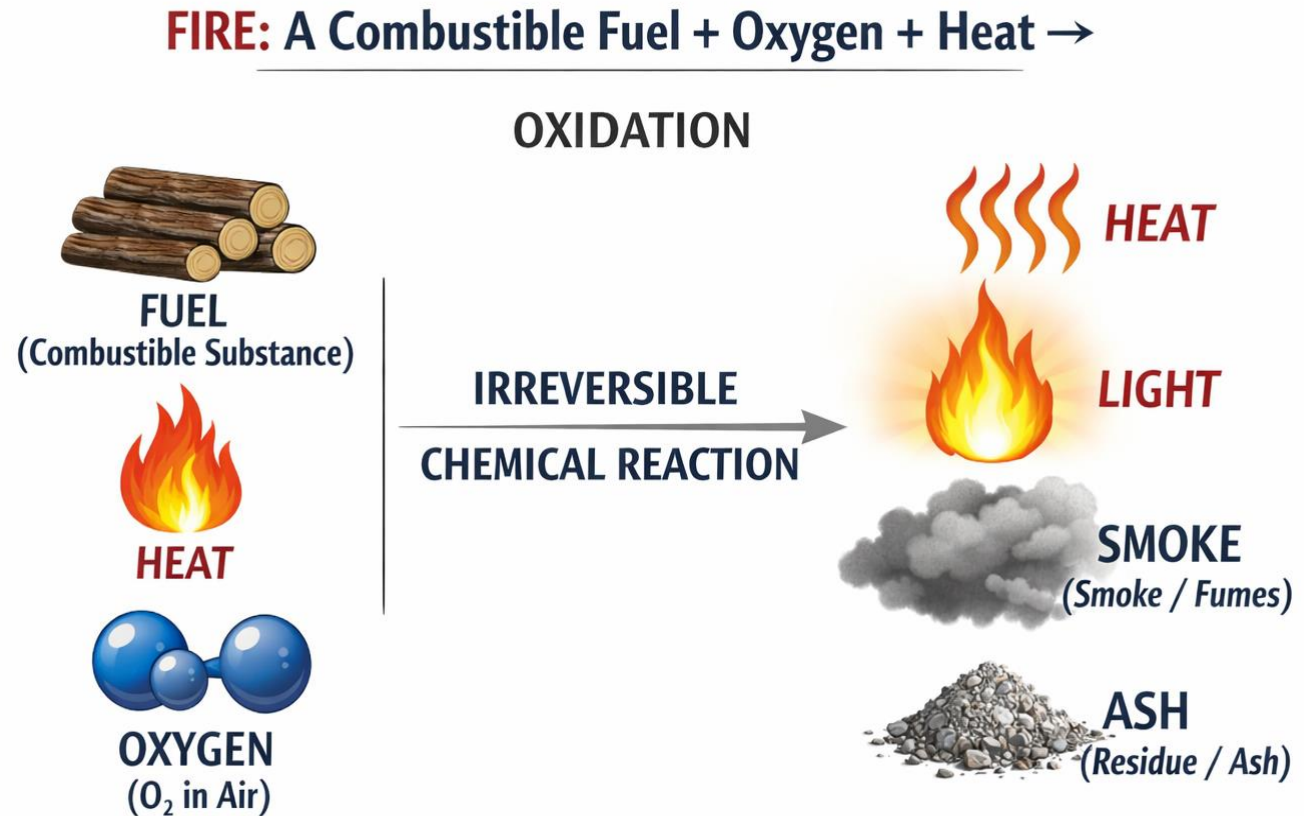 FIRE: A Combustible Fuel + Oxygen + Heat →
OXIDATION
FUEL
(Combustible Substance)
HEAT
OXYGEN
(O₂ in Air)
IRREVERSIBLE
CHEMICAL REACTION
HEAT
LIGHT
SMOKE
(Smoke / Fumes)
ASH
(Residue / Ash)